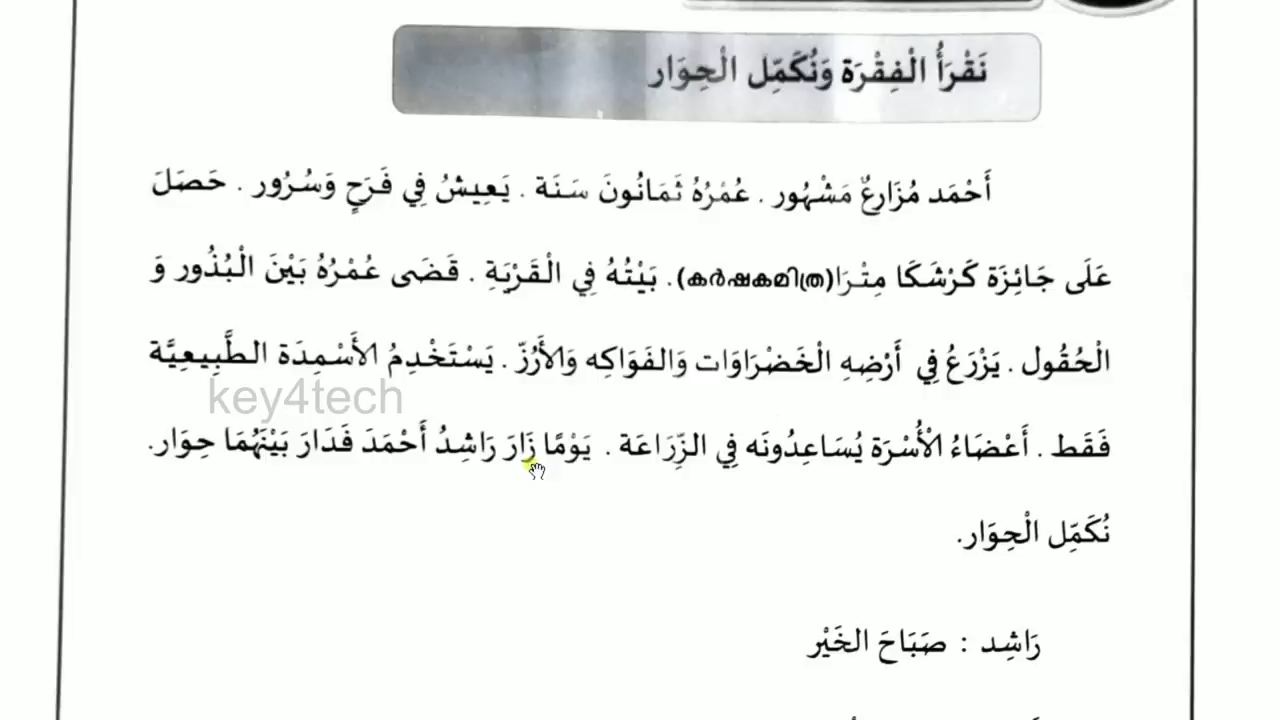 نَقْرَأُ الْفِقْرَة وَنُكَمِّل الْحِوَار
أَحْمَد مُزَارِعٌ مَشْهُور . عُمْرُهُ ثَمَانُونَ سَنَة . يَعِيشُ فِي فَرَحٍ وَسُرُور . حَصَلَ
عَلَى جَائِزَة كَرْشَكَا مِتْرَا(കർഷകമിത്ര). بَيْتُهُ فِي الْقَرْيَةِ . قَضَى عُمْرُهُ بَيْنَ الْبُذُور وَ
الْحُقُول . يَزْرَعُ فِي أَرْضِهِ الْخَضْرَاوَات وَالفَوَاكِه وَالأَرُزّ . يَسْتَخْدِمُ الأَسْمِدَة الطَّبِيعِيَّة
key4tech
فَقَط . أَعْضَاءُ الْأُسْرَة يُسَاعِدُونَه فِي الزِّرَاعَة . يَوْمًا زَارَ رَاشِدُ أَحْمَدَ فَدَارَ بَيْنَهُمَا حِوَار.
نُكَمِّل الْحِوَار.
رَاشِد : صَبَاحَ الخَيْر